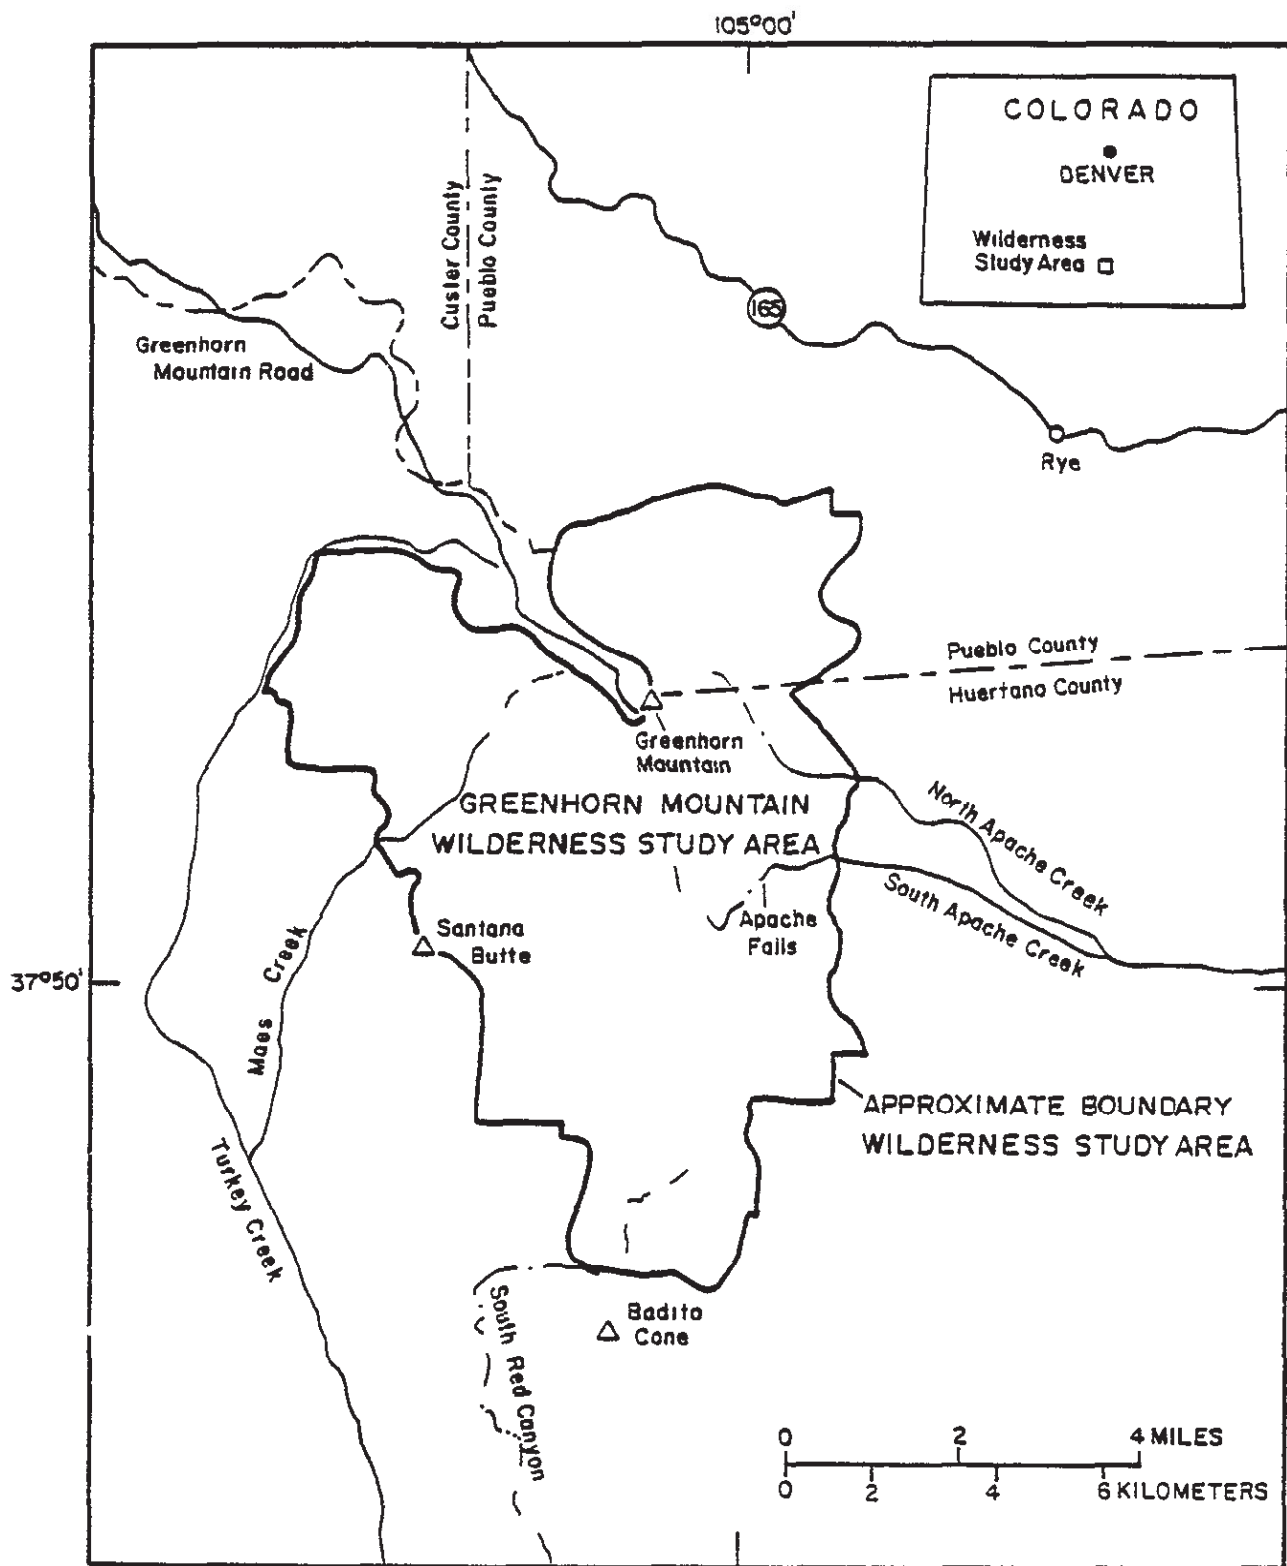 105°00'
COLORADO
DENVER
Wilderness
Study Area
Custer County
Pueblo County
165
Greenhorn
Mountain Road
Rye
Pueblo County
Huerfano County
Greenhorn
Mountain
GREENHORN MOUNTAIN
WILDERNESS STUDY AREA
North Apache Creek
South Apache Creek
Apache
Falls
Santana
Butte
Maes Creek
37°50'
APPROXIMATE BOUNDARY
WILDERNESS STUDY AREA
Turkey Creek
South Red Canyon
Badito
Cone
0 2 4 MILES
0 2 4 6 KILOMETERS